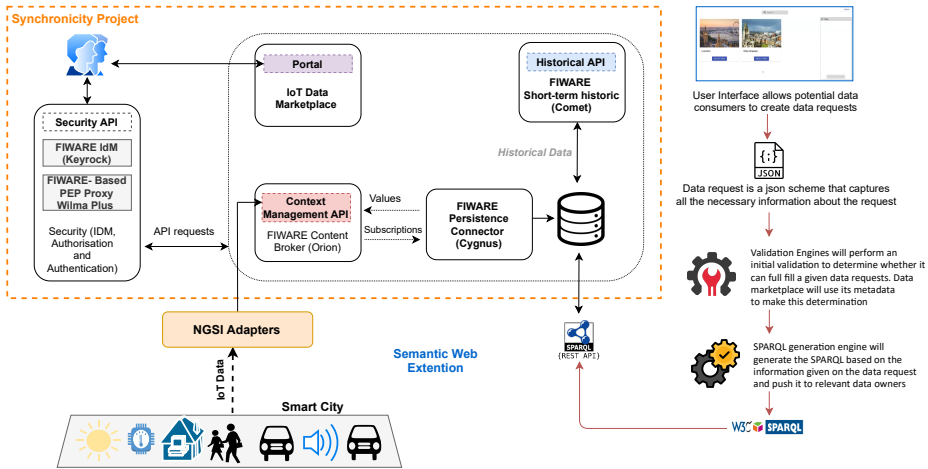 Synchronicity Project
Portal
IoT Data
Marketplace
Historical API
FIWARE
Short-term historic
(Comet)
Security API
FIWARE IdM
(Keyrock)
FIWARE- Based
PEP Proxy
Wilma Plus
Security (IDM,
Authorisation
and
Authentication)
API requests
Historical Data
Context
Management API
FIWARE Content
Broker (Orion)
Values
Subscriptions
FIWARE
Persistence
Connector
(Cygnus)
NGSI Adapters
IoT Data
Smart City
Semantic Web
Extention
SPARQL
{REST API}
User Interface allows potential data
consumers to create data requests
{;}
JSON
Data request is a json scheme that captures
all the necessary information about the request
Validation Engines will perform an
initial validation to determine whether it
can full fill a given data requests. Data
marketplace will use its metadata
to make this determination
SPARQL generation engine will
generate the SPARQL based on the
information given on the data request
and push it to relevant data owners
W3C SPARQL